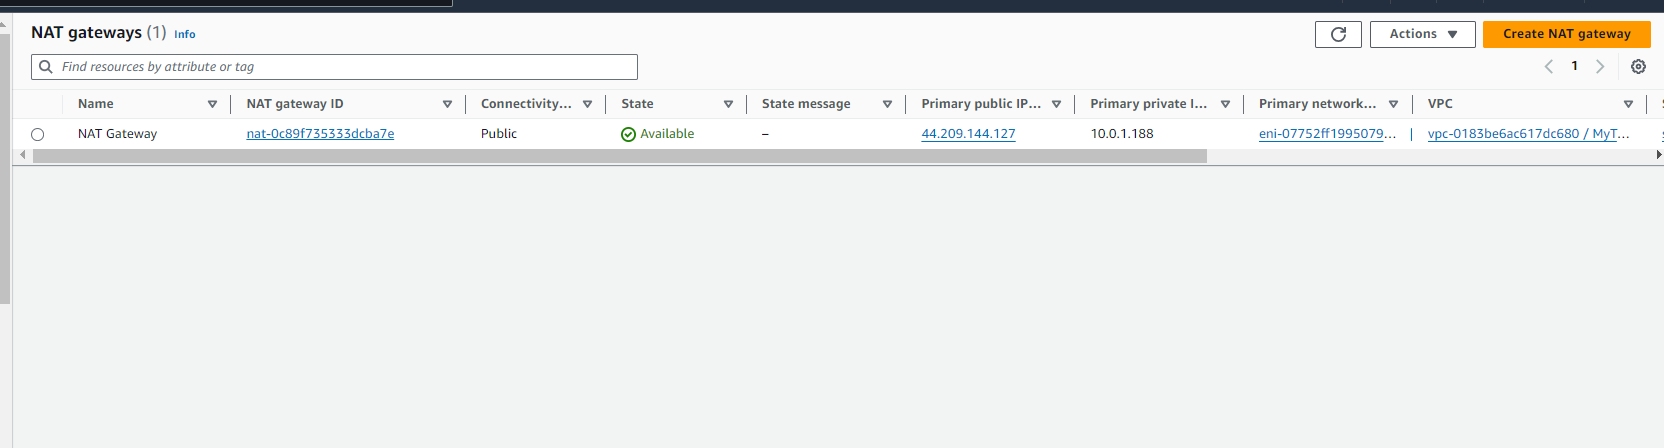 NAT gateways (1) Info
Actions
Create NAT gateway
Find resources by attribute or tag
1
Name NAT gateway ID Connectivity... State State message Primary public IP... Primary private I... Primary network... VPC
NAT Gateway nat-0c89f735333dcba7e Public Available – 44.209.144.127 10.0.1.188 eni-07752ff1995079... vpc-0183be6ac617dc680 / MyT...